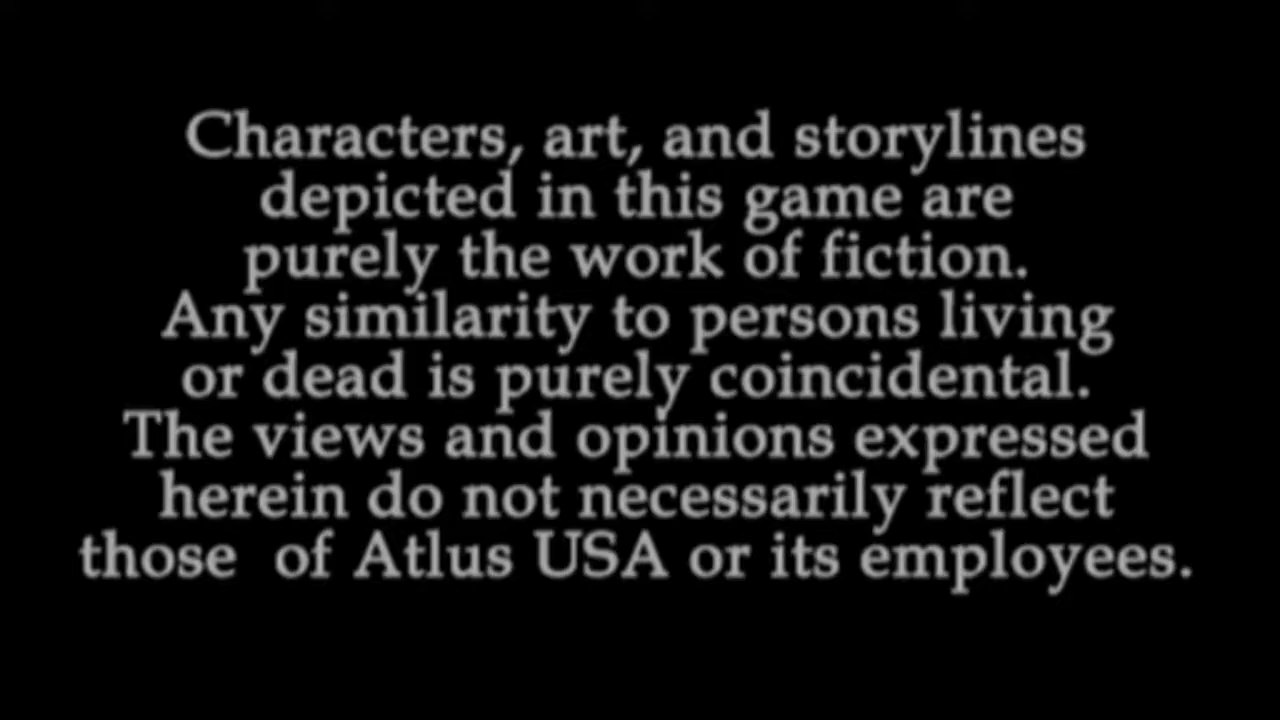 Characters, art, and storylines
depicted in this game are
purely the work of fiction.
Any similarity to persons living
or dead is purely coincidental.
The views and opinions expressed
herein do not necessarily reflect
those  of Atlus USA or its employees.